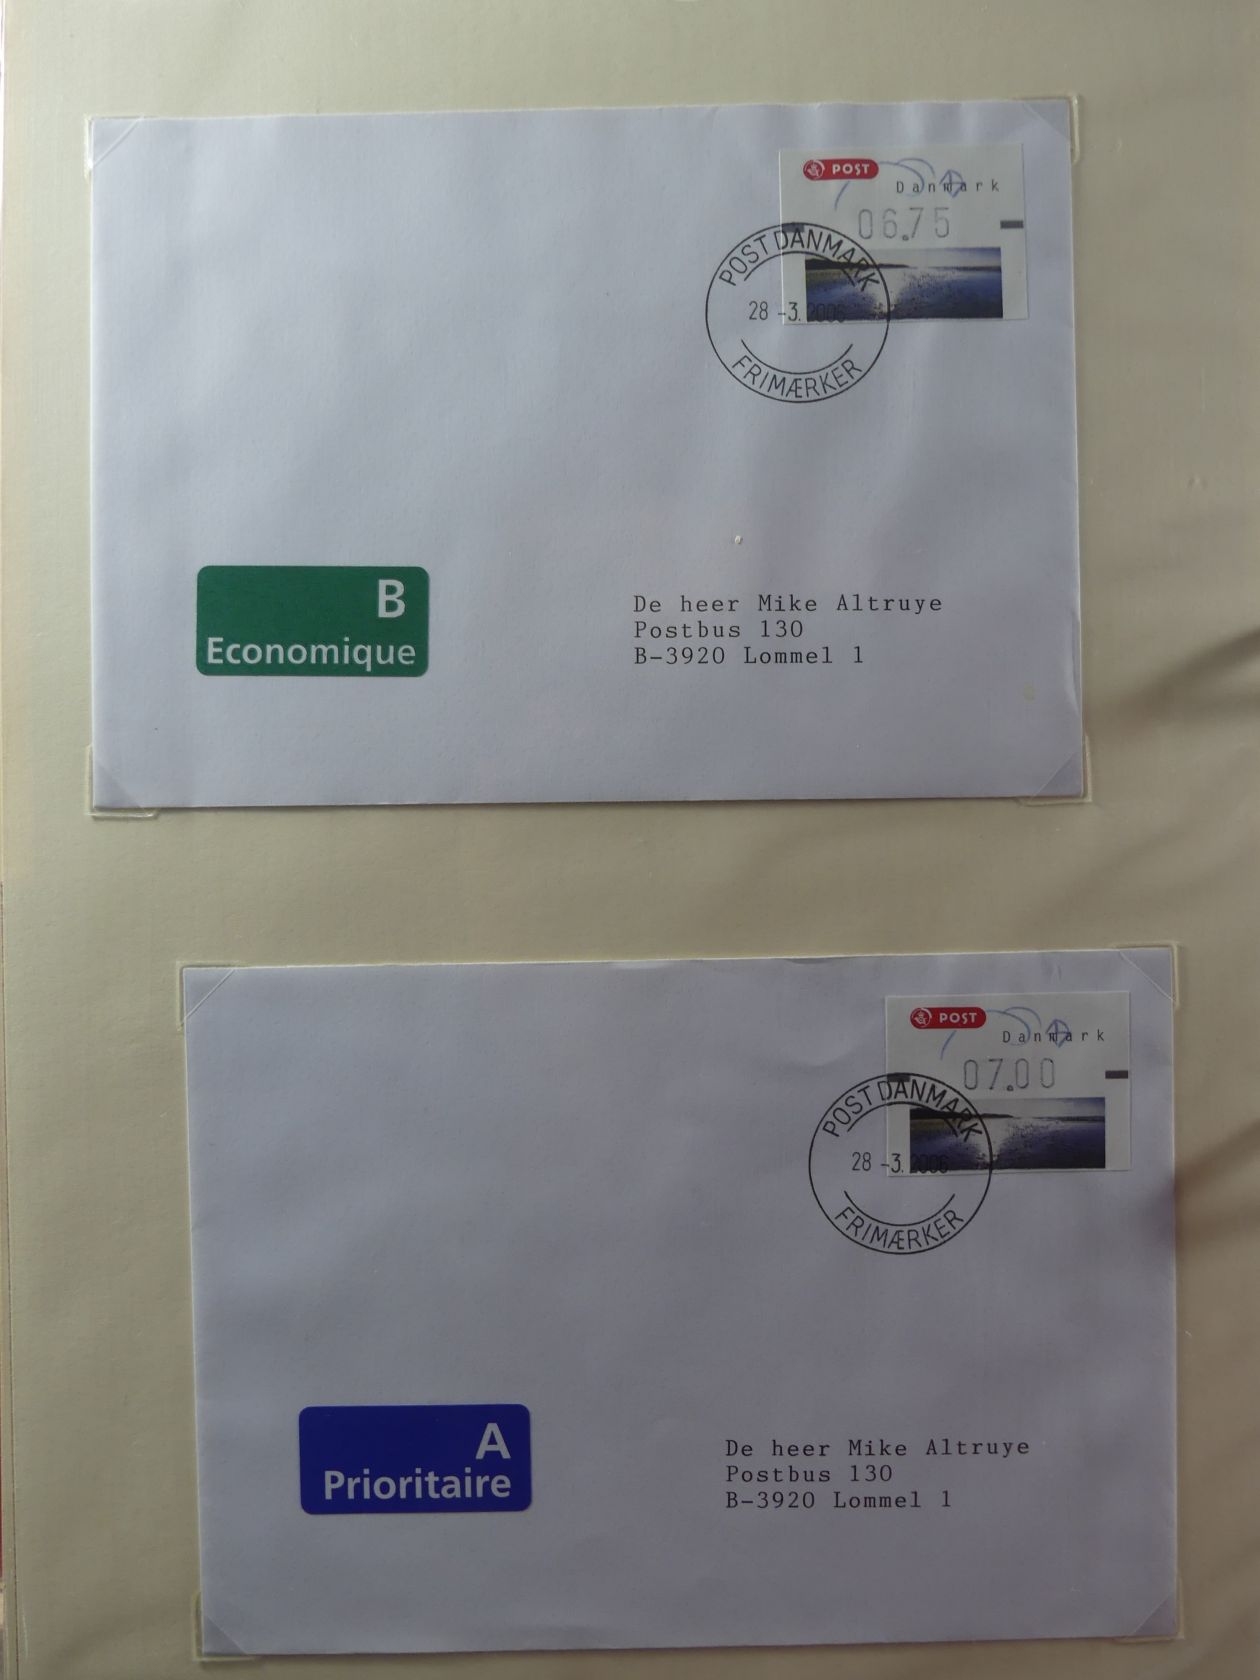 POST
Danmark
06.75
POST DANMARK
28 -3. 2006
FRIMÆRKER
B
Economique
De heer Mike Altruye
Postbus 130
B-3920 Lommel 1
POST
Danmark
07.00
POST DANMARK
28 -3. 2006
FRIMÆRKER
A
Prioritaire
De heer Mike Altruye
Postbus 130
B-3920 Lommel 1